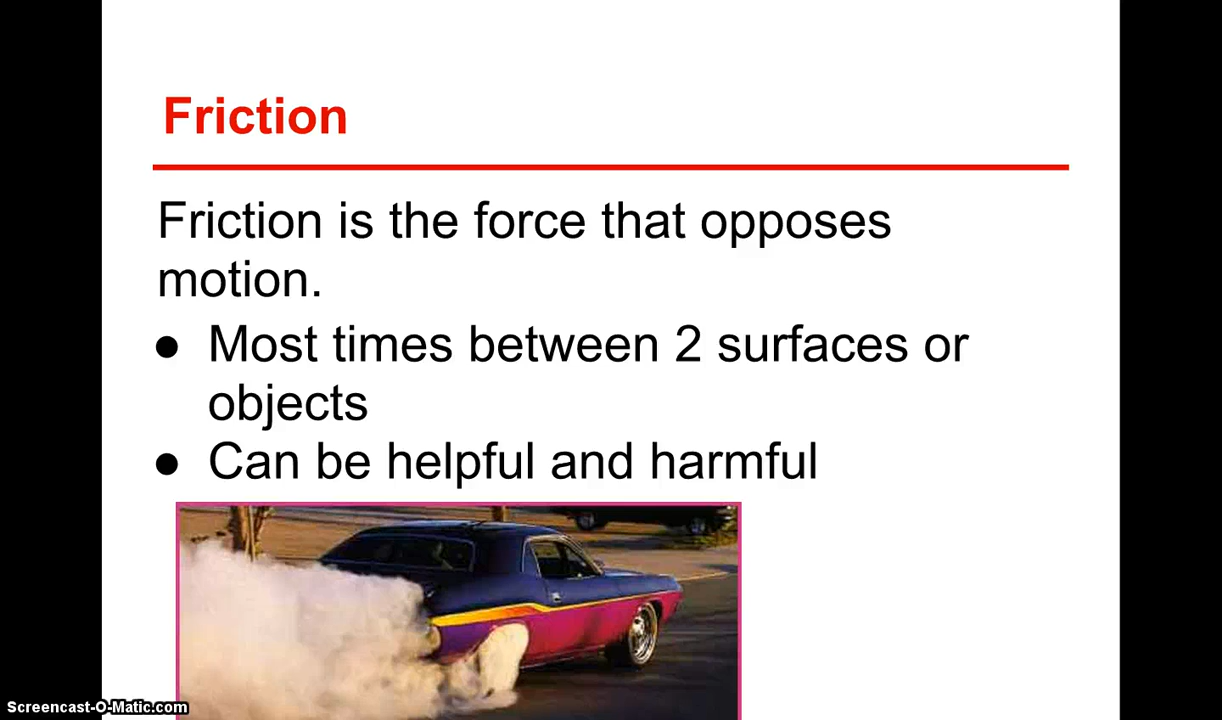 Friction
Friction is the force that opposes
motion.
● Most times between 2 surfaces or
objects
● Can be helpful and harmful
Screencast-O-Matic.com